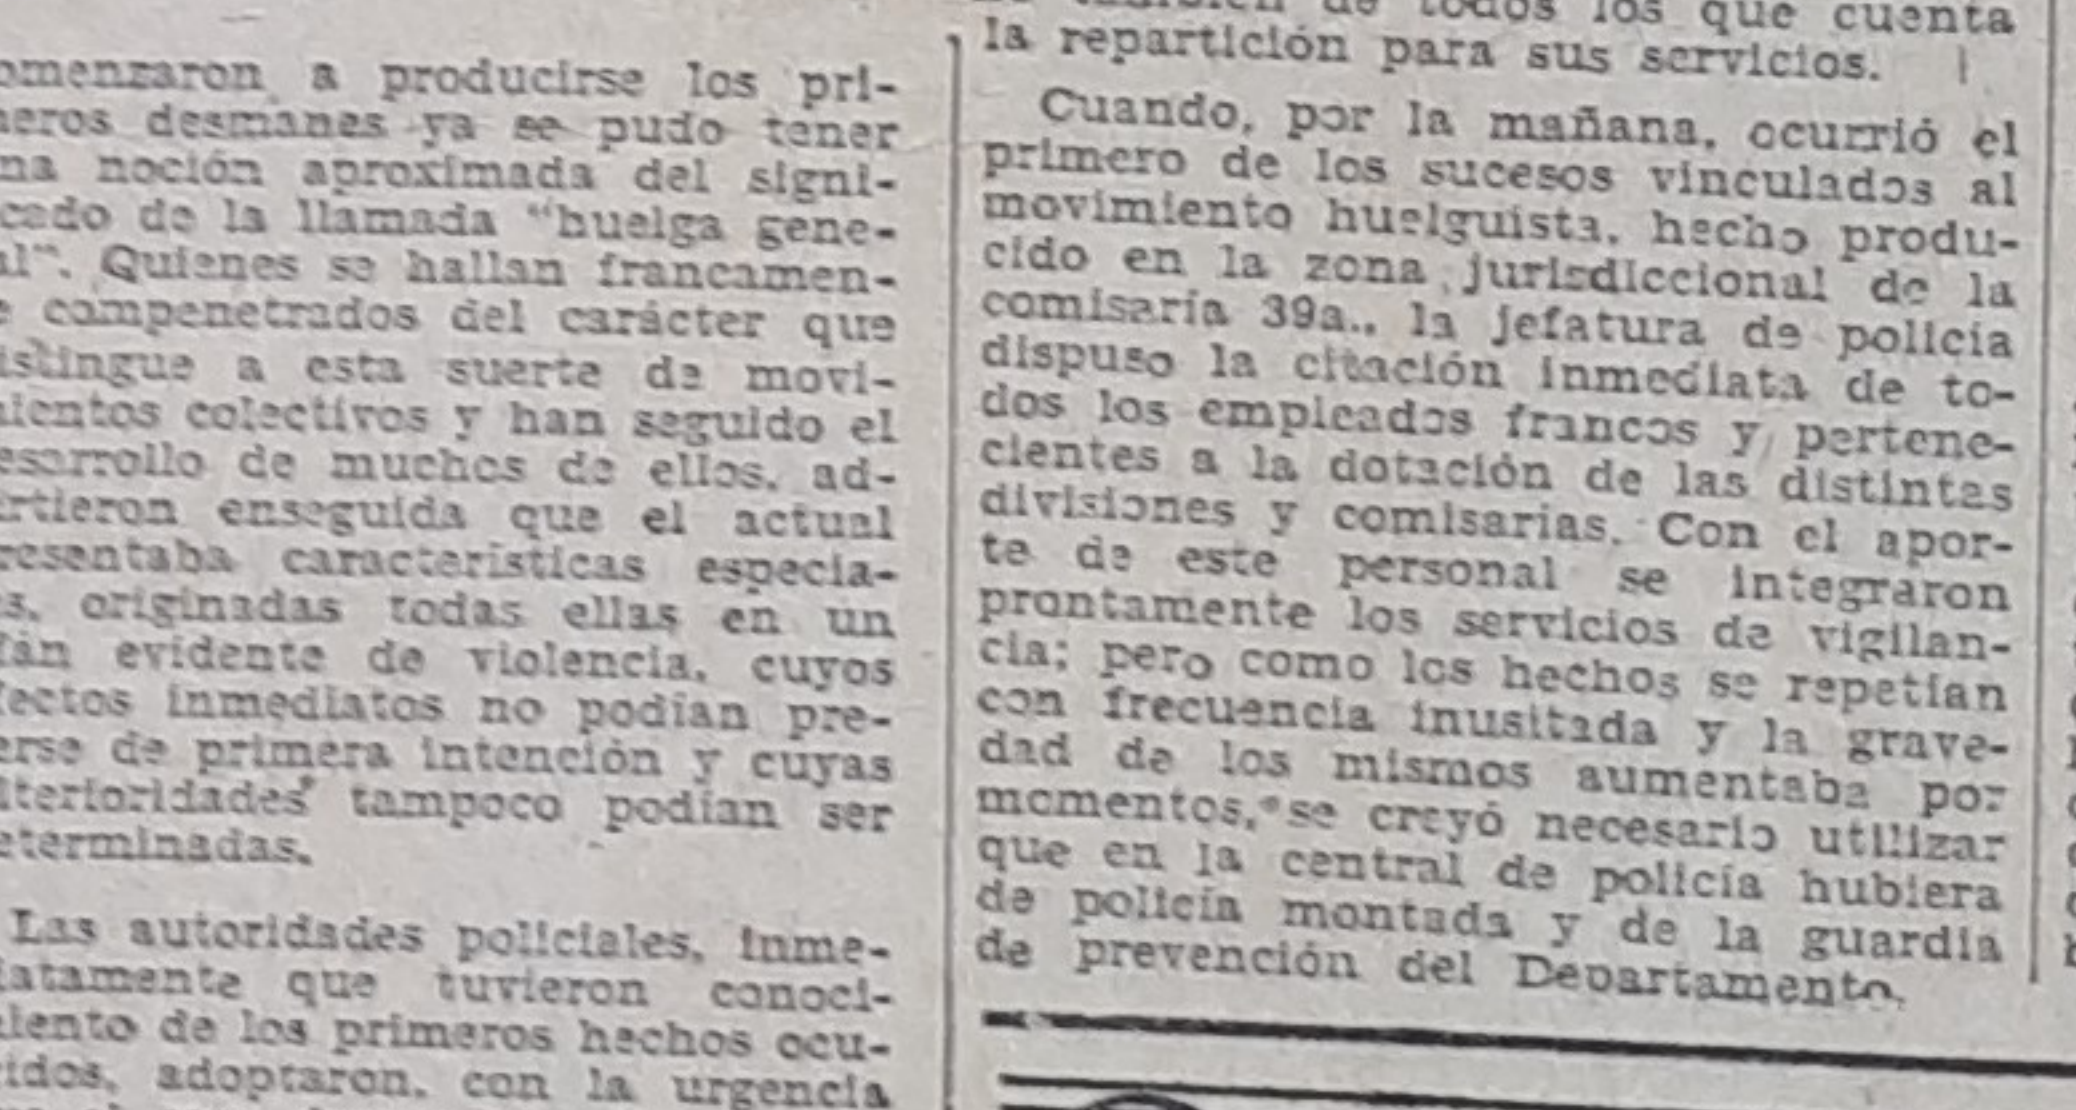 omenzaron a producirse los pri-
eros desmanes ya se pudo tener
na noción aproximada del signi-
cado de la llamada "huelga gene-
al". Quienes se hallan francamen-
e compenetrados del carácter que
istingue a esta suerte de movi-
ientos colectivos y han seguido el
esarrollo de muchos de ellos, ad-
rtieron enseguida que el actual
resentaba características especia-
s, originadas todas ellas en un
fán evidente de violencia, cuyos
fectos inmediatos no podían pre-
erse de primera intención y cuyas
lterioridades tampoco podían ser
eterminadas.
Las autoridades policiales, inme-
iatamente que tuvieron conoci-
iento de los primeros hechos ocu-
idos, adoptaron, con la urgencia
también de todos los que cuenta
la repartición para sus servicios.
Cuando, por la mañana, ocurrió el
primero de los sucesos vinculados al
movimiento huelguista, hecho produ-
cido en la zona jurisdiccional de la
comisaría 39a., la jefatura de policía
dispuso la citación inmediata de to-
dos los empleados francos y pertene-
cientes a la dotación de las distintas
divisiones y comisarías. Con el apor-
te de este personal se integraron
prontamente los servicios de vigilan-
cia; pero como los hechos se repetían
con frecuencia inusitada y la grave-
dad de los mismos aumentaba por
momentos, se creyó necesario utilizar
que en la central de policía hubiera
de policía montada y de la guardia
de prevención del Departamento.